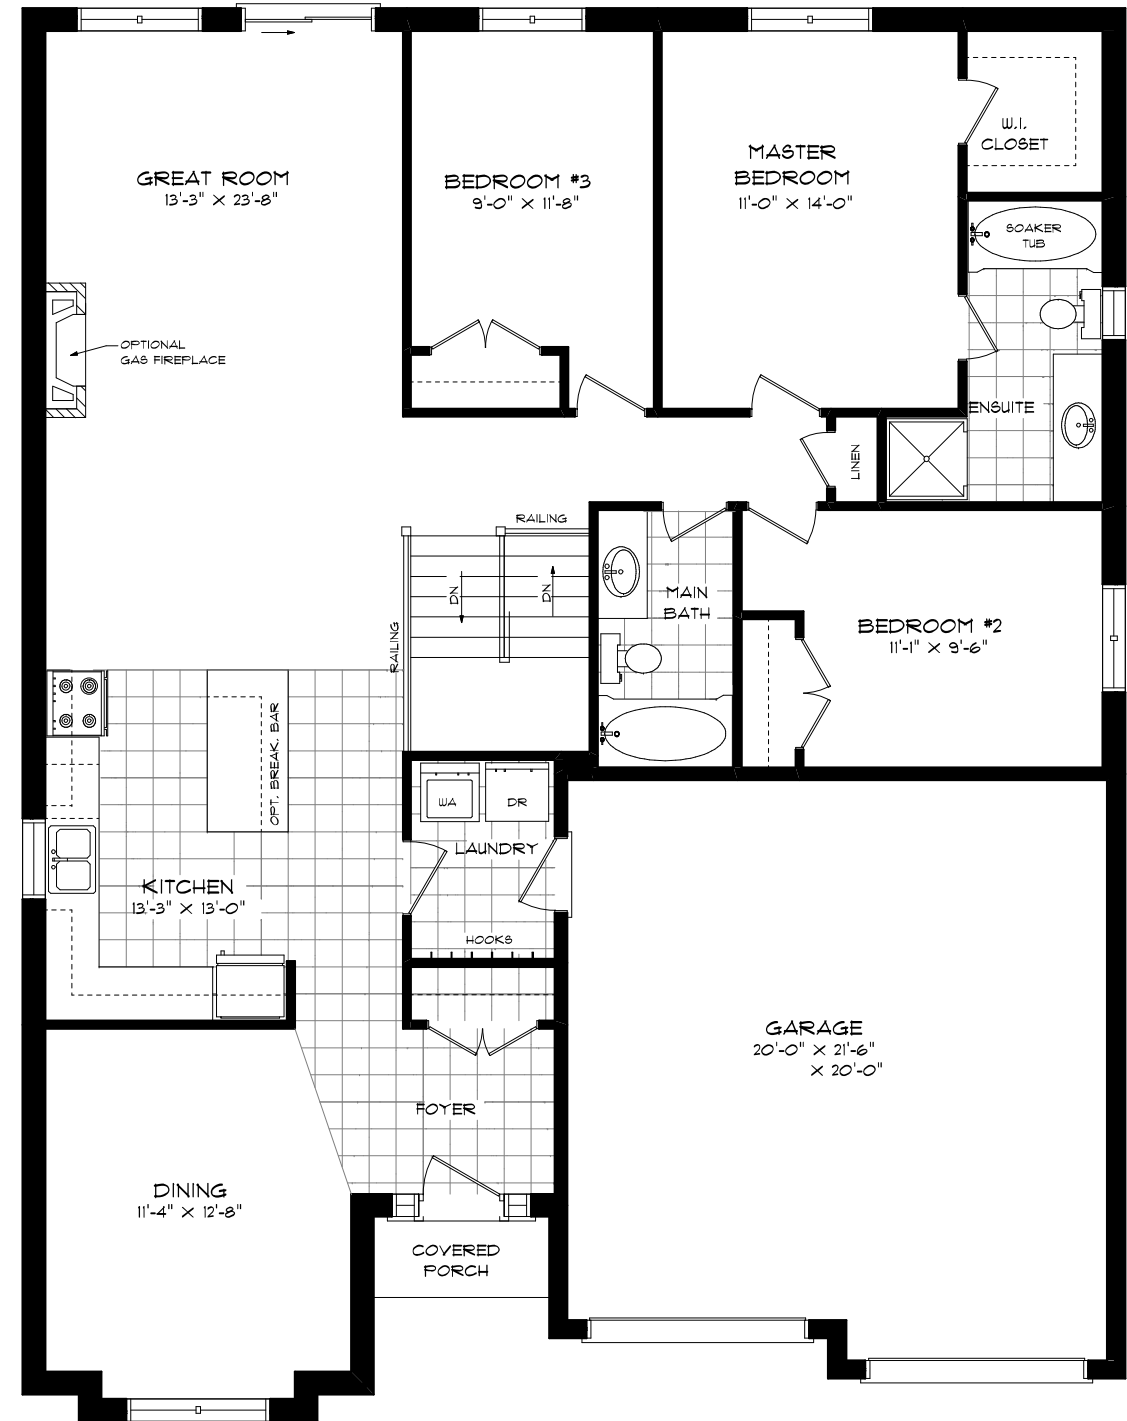 GREAT ROOM
13'-3" X 23'-8"
BEDROOM #3
9'-0" X 11'-8"
MASTER
BEDROOM
11'-0" X 14'-0"
W.I.
CLOSET
SOAKER
TUB
OPTIONAL
GAS FIREPLACE
ENSUITE
LINEN
RAILING
DN
DN
RAILING
MAIN
BATH
BEDROOM #2
11'-1" X 9'-6"
OPT. BREAK. BAR
WA
DR
LAUNDRY
KITCHEN
13'-3" X 13'-0"
HOOKS
GARAGE
20'-0" X 21'-6"
X 20'-0"
FOYER
DINING
11'-4" X 12'-8"
COVERED
PORCH